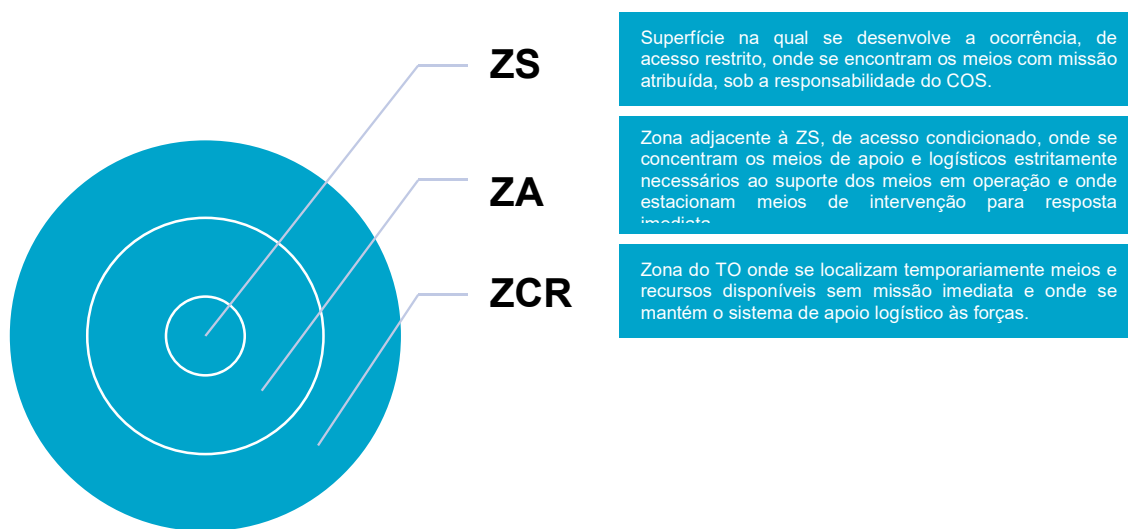 ZS
Superfície na qual se desenvolve a ocorrência, de
acesso restrito, onde se encontram os meios com missão
atribuída, sob a responsabilidade do COS.
ZA
Zona adjacente à ZS, de acesso condicionado, onde se
concentram os meios de apoio e logísticos estritamente
necessários ao suporte dos meios em operação e onde
estacionam meios de intervenção para resposta
imediata
ZCR
Zona do TO onde se localizam temporariamente meios e
recursos disponíveis sem missão imediata e onde se
mantém o sistema de apoio logístico às forças.